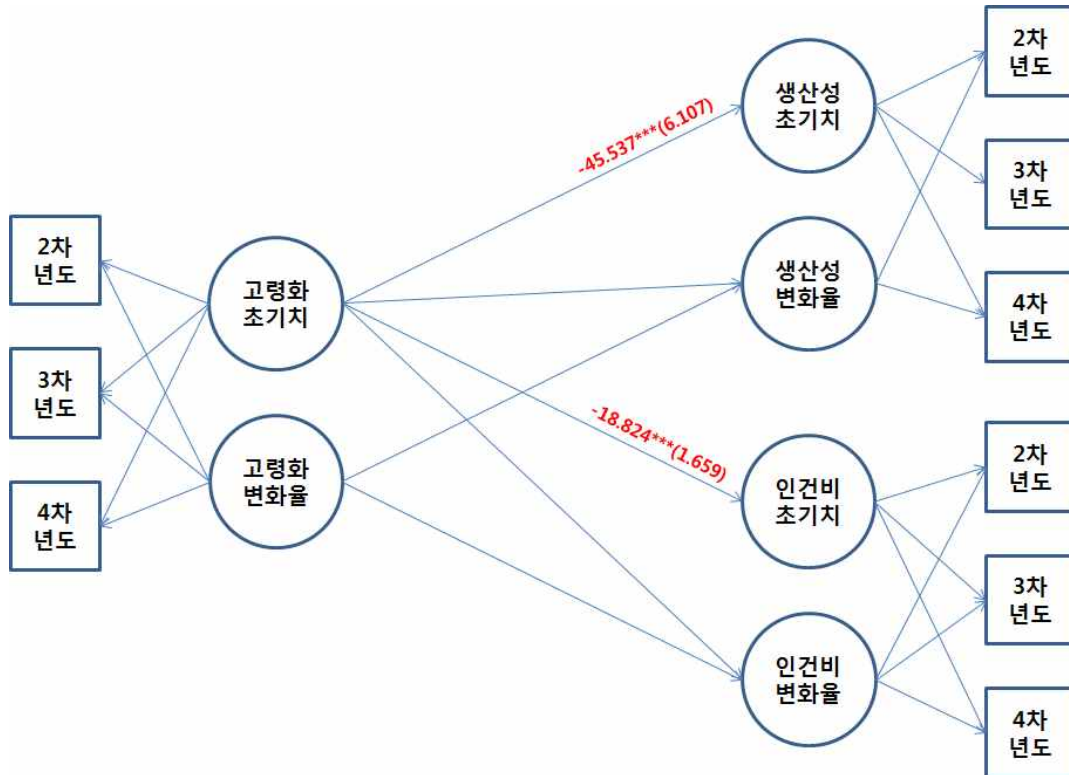 2차
년도
3차
년도
4차
년도
고령화
초기치
고령화
변화율
-45.537***(6.107)
-18.824***(1.659)
생산성
초기치
생산성
변화율
인건비
초기치
인건비
변화율
2차
년도
3차
년도
4차
년도
2차
년도
3차
년도
4차
년도